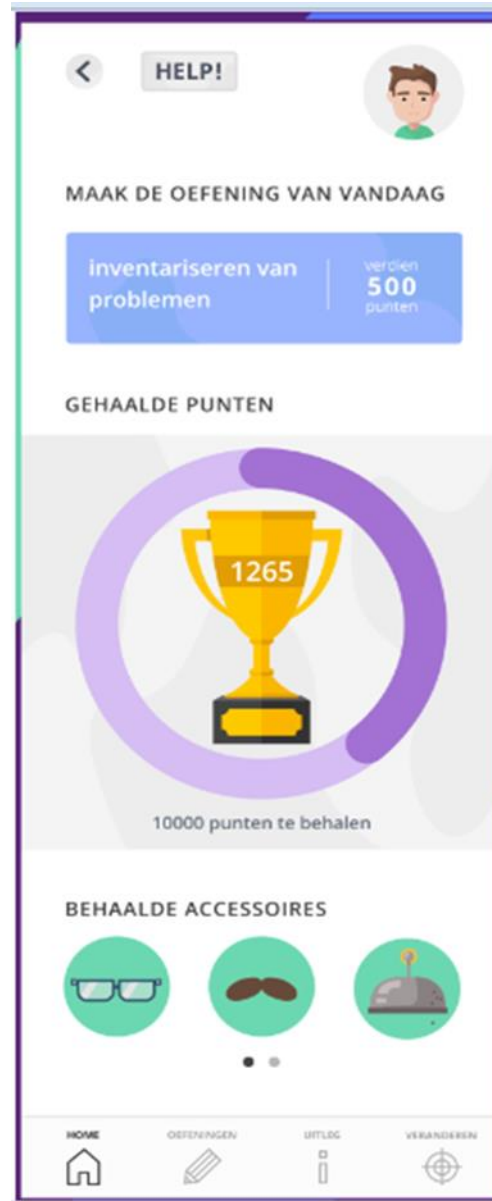 HELP!
MAAK DE OEFENING VAN VANDAAG
inventariseren van
problemen
verdien
500
punten
GEHAALDE PUNTEN
1265
10000 punten te behalen
BEHAALDE ACCESSOIRES
HOME
OEFENINGEN
UITLEG
VERANDEREN